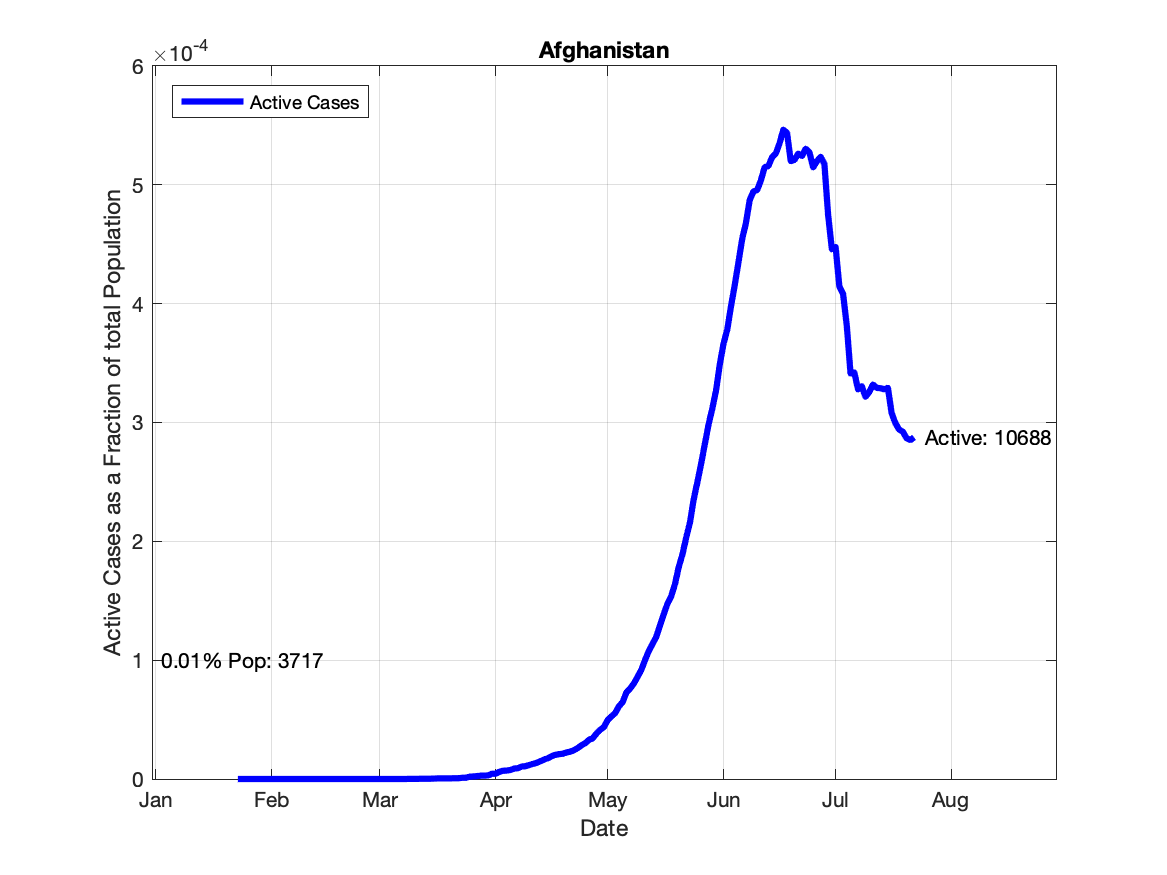 Afghanistan
×10-4
Active Cases
6
5
4
3
2
1
0
Active Cases as a Fraction of total Population
0.01% Pop: 3717
Active: 10688
Jan Feb Mar Apr May Jun Jul Aug
Date